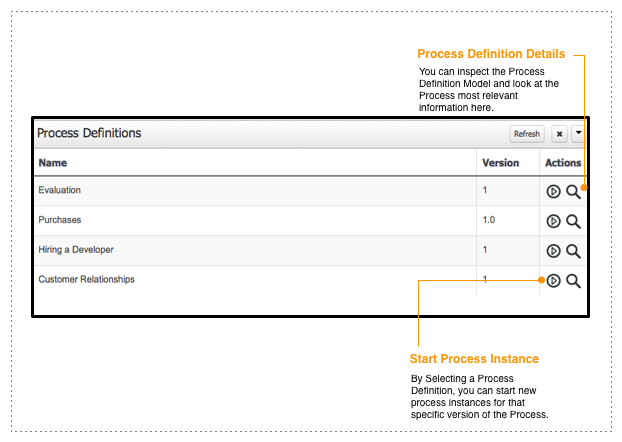 Process Definition Details
You can inspect the Process
Definition Model and look at the
Process most relevant
information here.
Process Definitions
Refresh
Name Version Actions
Evaluation 1
Purchases 1.0
Hiring a Developer 1
Customer Relationships 1
Start Process Instance
By Selecting a Process
Definition, you can start new
process instances for that
specific version of the Process.